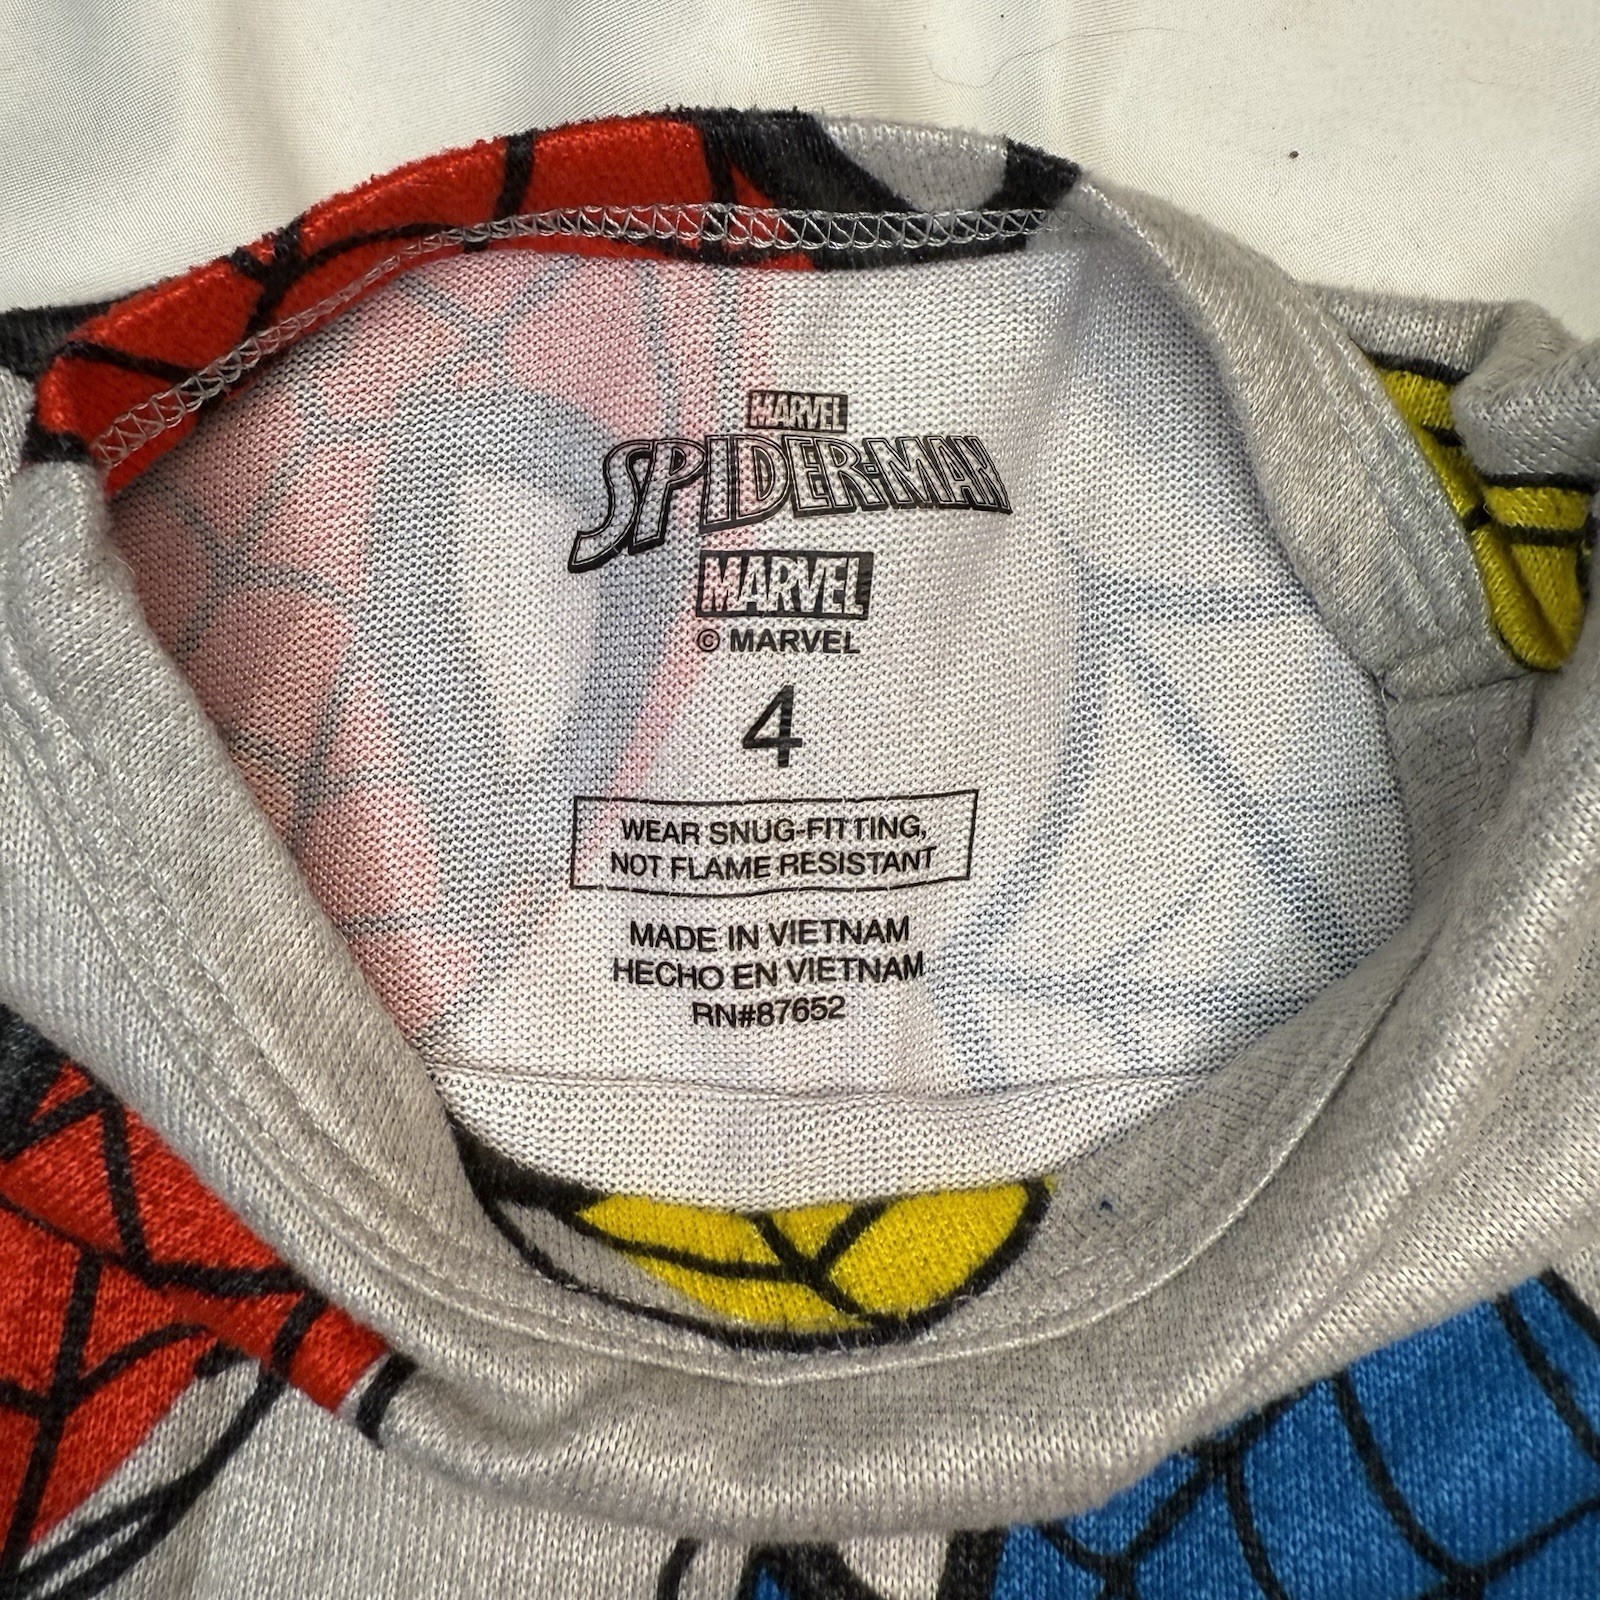 MARVEL
SPIDER-MAN
MARVEL
© MARVEL
4
WEAR SNUG-FITTING,
NOT FLAME RESISTANT
MADE IN VIETNAM
HECHO EN VIETNAM
RN#87652